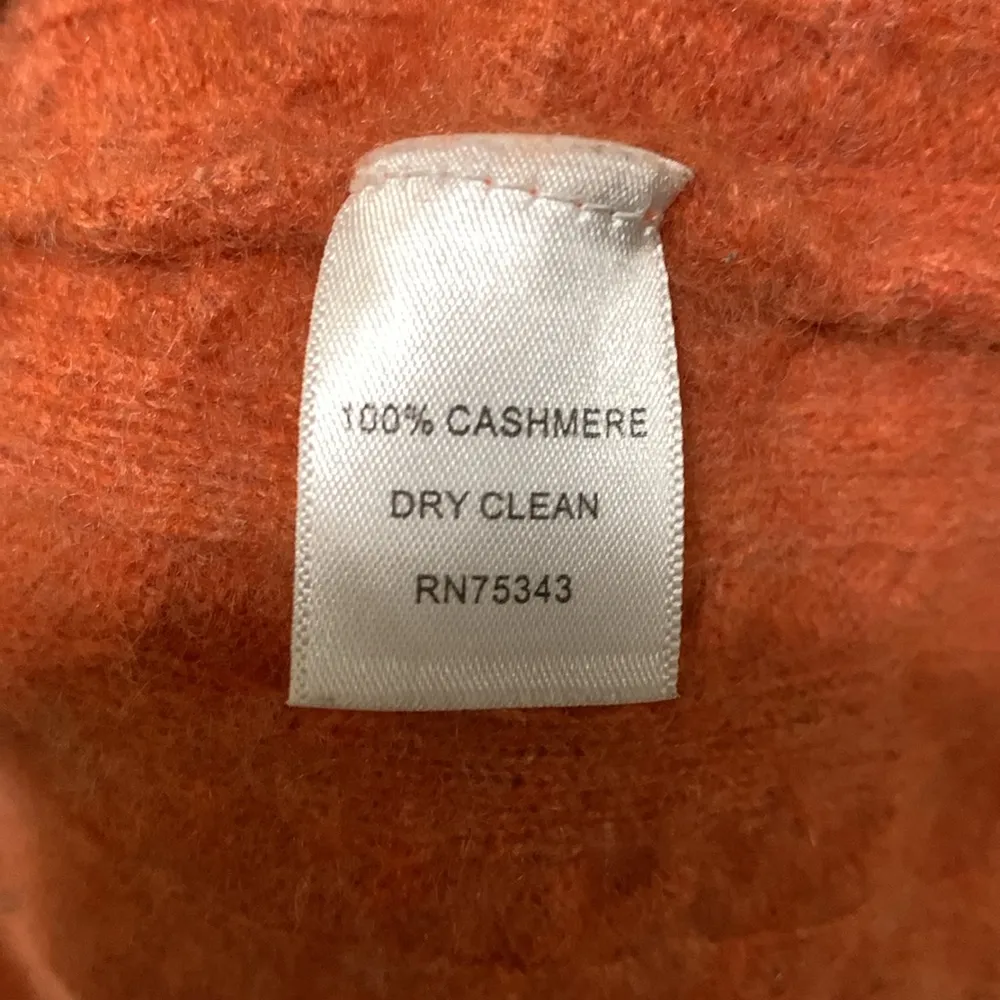 100% CASHMERE
DRY CLEAN
RN75343